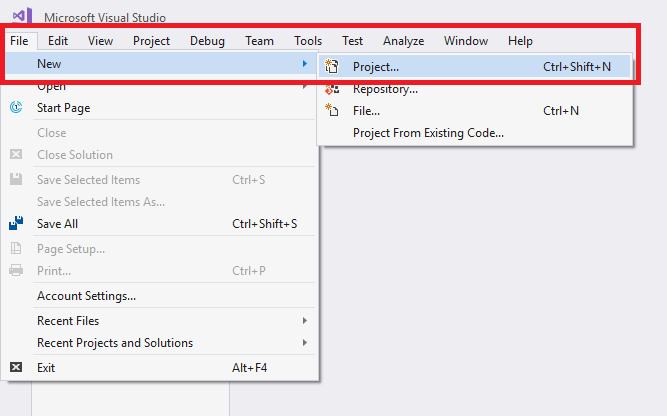 Microsoft Visual Studio
File Edit View Project Debug Team Tools Test Analyze Window Help
New
Open
Start Page
Close
Close Solution
Save Selected Items Ctrl+S
Save Selected Items As...
Save All Ctrl+Shift+S
Page Setup...
Print... Ctrl+P
Account Settings...
Recent Files
Recent Projects and Solutions
Exit Alt+F4
Project... Ctrl+Shift+N
Repository...
File... Ctrl+N
Project From Existing Code...